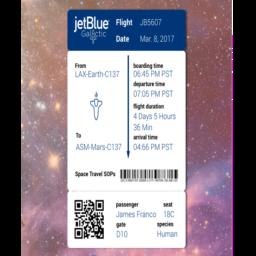 jetBlue
Galactic
Flight JB5607
Date Mar. 8, 2017
From
LAX-Earth-C137
To
ASM-Mars-C137
boarding time
06:45 PM PST
departure time
07:05 PM PST
flight duration
4 Days 5 Hours
36 Min
arrival time
04:66 PM PST
Space Travel SOPs
passenger seat
James Franco 18C
gate species
D10 Human